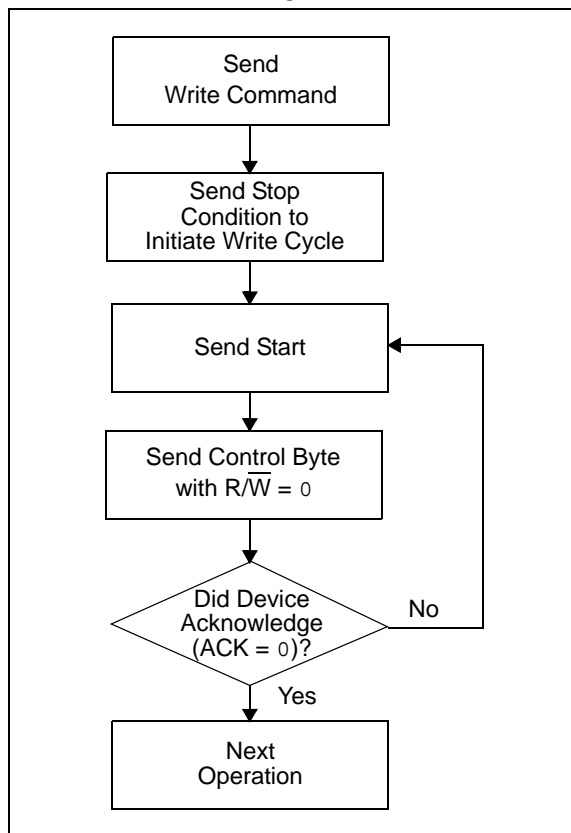 Send
Write Command
Send Stop
Condition to
Initiate Write Cycle
Send Start
Send Control Byte
with R/W̅ = 0
Did Device
Acknowledge
(ACK = 0)?
No
Yes
Next
Operation